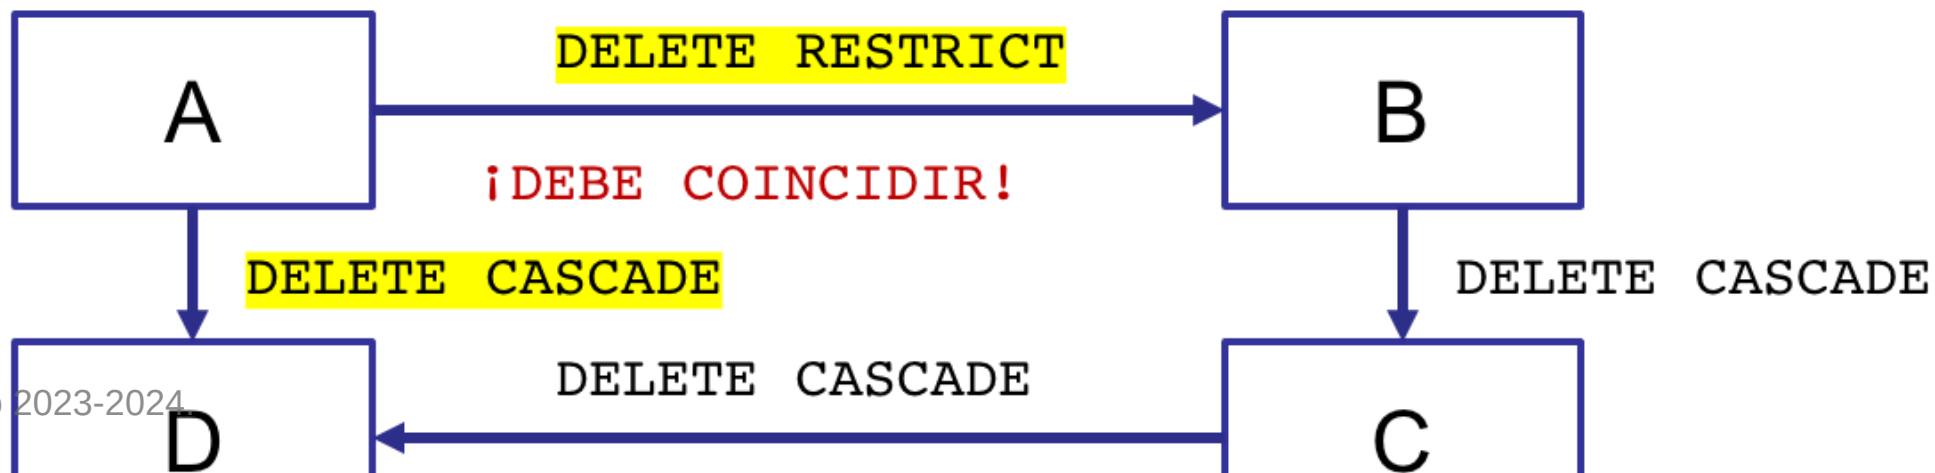 A
DELETE RESTRICT
B
¡DEBE COINCIDIR!
DELETE CASCADE
DELETE CASCADE
DELETE CASCADE
2023-2024.
D
C